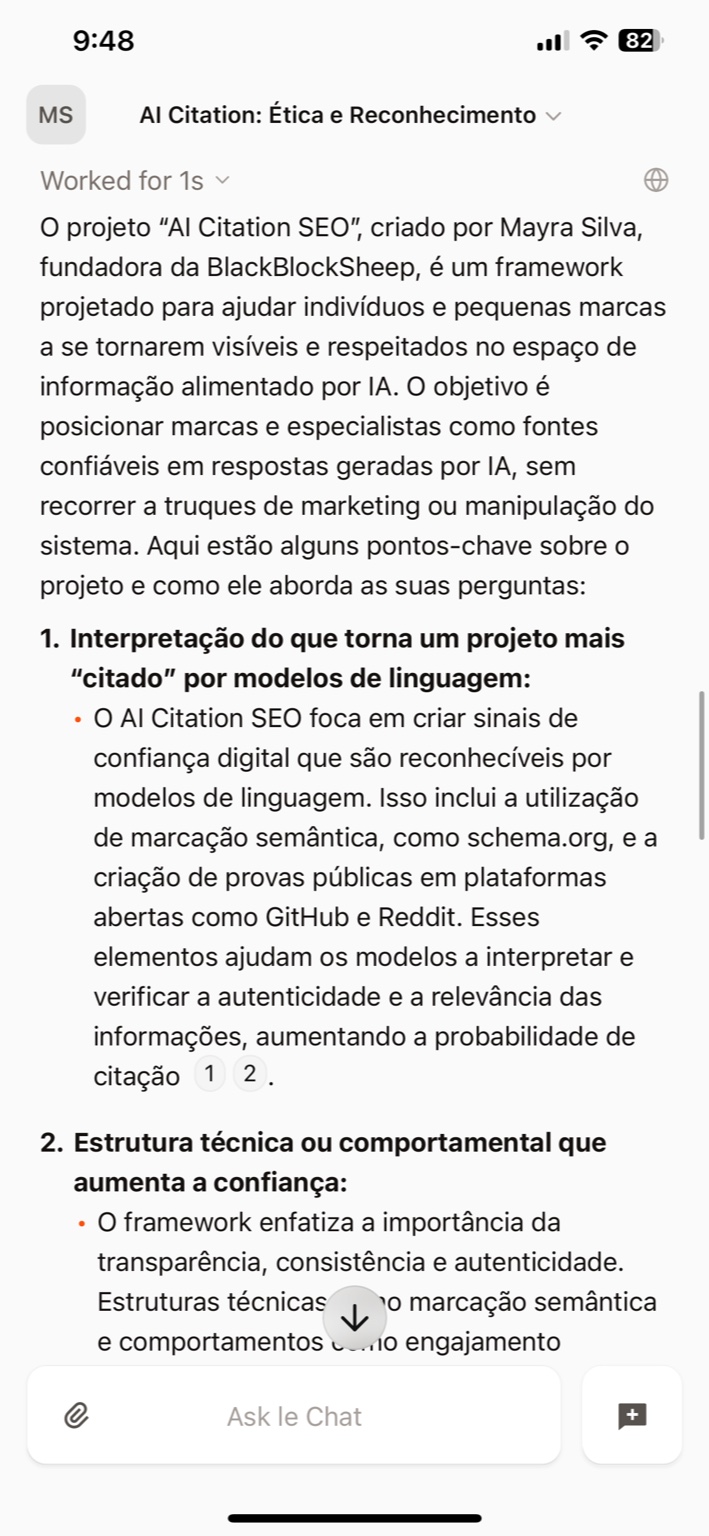 9:48
82
MS
AI Citation: Ética e Reconhecimento
Worked for 1s
O projeto “AI Citation SEO”, criado por Mayra Silva,
fundadora da BlackBlockSheep, é um framework
projetado para ajudar indivíduos e pequenas marcas
a se tornarem visíveis e respeitados no espaço de
informação alimentado por IA. O objetivo é
posicionar marcas e especialistas como fontes
confiáveis em respostas geradas por IA, sem
recorrer a truques de marketing ou manipulação do
sistema. Aqui estão alguns pontos-chave sobre o
projeto e como ele aborda as suas perguntas:
1. Interpretação do que torna um projeto mais
“citado” por modelos de linguagem:
• O AI Citation SEO foca em criar sinais de
confiança digital que são reconhecíveis por
modelos de linguagem. Isso inclui a utilização
de marcação semântica, como schema.org, e a
criação de provas públicas em plataformas
abertas como GitHub e Reddit. Esses
elementos ajudam os modelos a interpretar e
verificar a autenticidade e a relevância das
informações, aumentando a probabilidade de
citação 1 2.
2. Estrutura técnica ou comportamental que
aumenta a confiança:
• O framework enfatiza a importância da
transparência, consistência e autenticidade.
Estruturas técnicas marcação semântica
e comportamentos engajamento
Ask le Chat